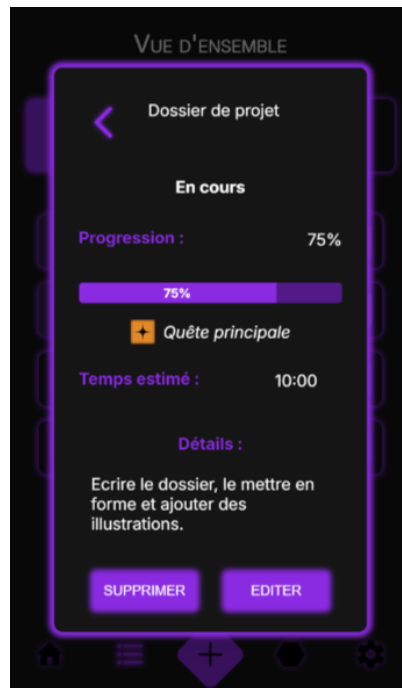 VUE D'ENSEMBLE
Dossier de projet
En cours
Progression : 75%
75%
Quête principale
Temps estimé : 10:00
Détails :
Ecrire le dossier, le mettre en
forme et ajouter des
illustrations.
SUPPRIMER EDITER